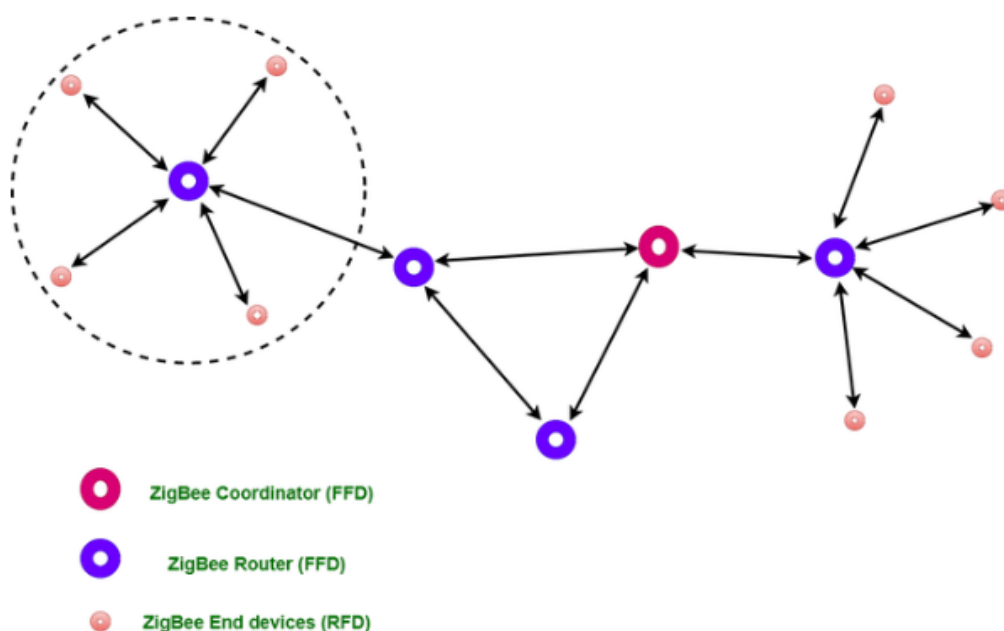 ZigBee Coordinator (FFD)
ZigBee Router (FFD)
ZigBee End devices (RFD)